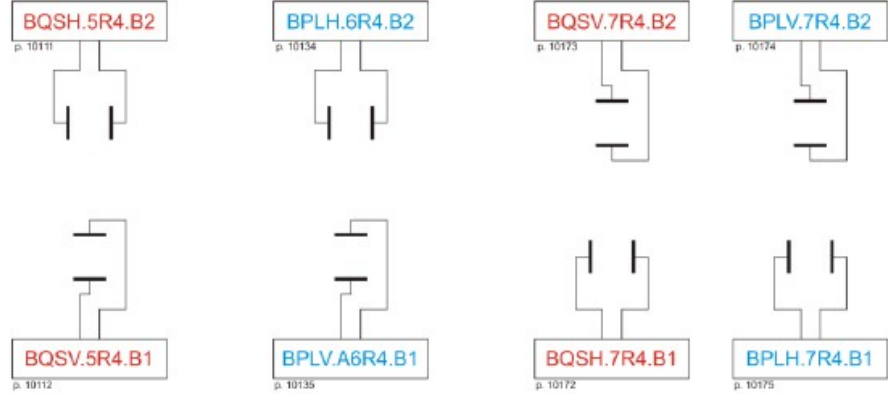 BQSH.5R4.B2
p. 10111
BPLH.6R4.B2
p. 10134
BQSV.7R4.B2
p. 10173
BPLV.7R4.B2
p. 10174
BQSV.5R4.B1
p. 10112
BPLV.A6R4.B1
p. 10135
BQSH.7R4.B1
p. 10172
BPLH.7R4.B1
p. 10175